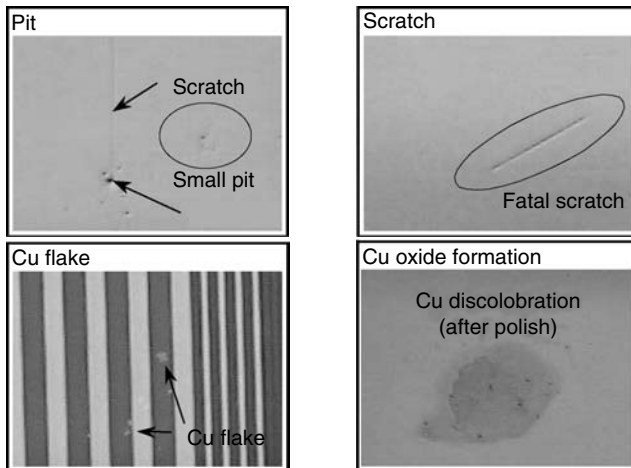 Pit
Scratch
Small pit
Scratch
Fatal scratch
Cu flake
Cu flake
Cu oxide formation
Cu discolobration
(after polish)